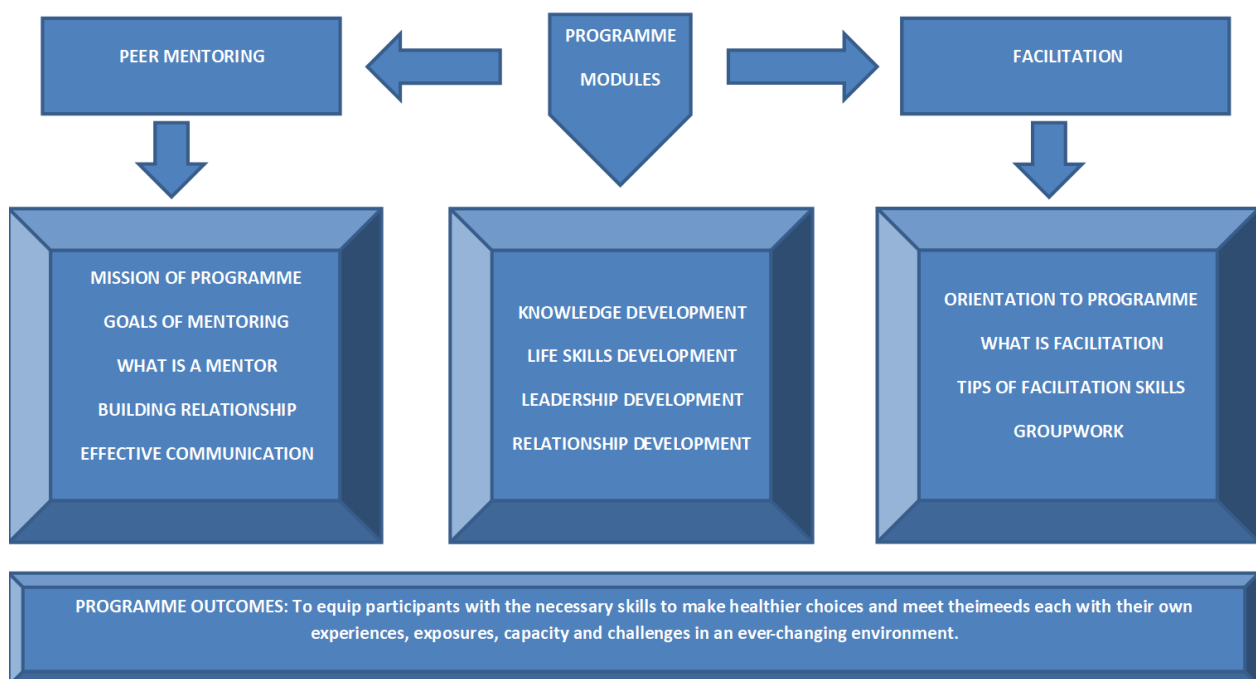 PEER MENTORING
PROGRAMME
MODULES
FACILITATION
MISSION OF PROGRAMME
GOALS OF MENTORING
WHAT IS A MENTOR
BUILDING RELATIONSHIP
EFFECTIVE COMMUNICATION
KNOWLEDGE DEVELOPMENT
LIFE SKILLS DEVELOPMENT
LEADERSHIP DEVELOPMENT
RELATIONSHIP DEVELOPMENT
ORIENTATION TO PROGRAMME
WHAT IS FACILITATION
TIPS OF FACILITATION SKILLS
GROUPWORK
PROGRAMME OUTCOMES: To equip participants with the necessary skills to make healthier choices and meet theimeeds each with their own
experiences, exposures, capacity and challenges in an ever-changing environment.